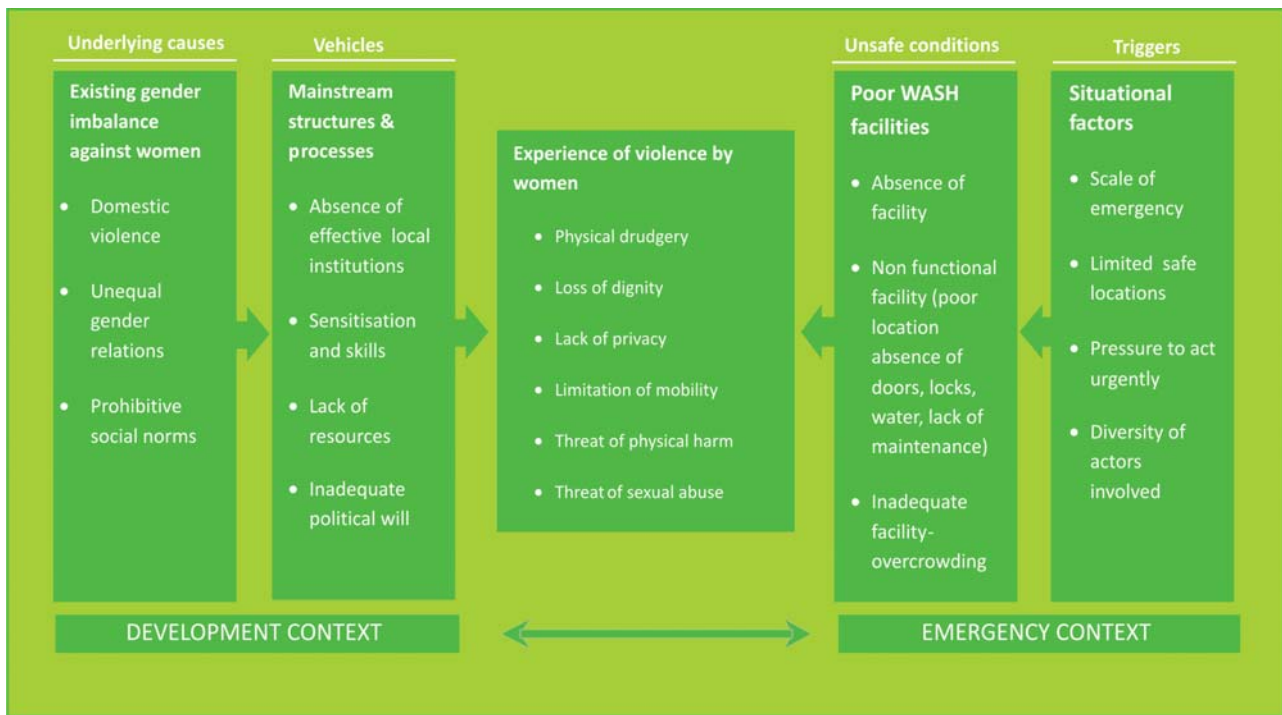 Underlying causes
Existing gender
imbalance
against women
• Domestic
violence
• Unequal
gender
relations
• Prohibitive
social norms
Vehicles
Mainstream
structures &
processes
• Absence of
effective local
institutions
• Sensitisation
and skills
• Lack of
resources
• Inadequate
political will
DEVELOPMENT CONTEXT
Experience of violence by
women
• Physical drudgery
• Loss of dignity
• Lack of privacy
• Limitation of mobility
• Threat of physical harm
• Threat of sexual abuse
Unsafe conditions
Poor WASH
facilities
• Absence of
facility
• Non functional
facility (poor
location
absence of
doors, locks,
water, lack of
maintenance)
• Inadequate
facility-
overcrowding
Triggers
Situational
factors
• Scale of
emergency
• Limited safe
locations
• Pressure to act
urgently
• Diversity of
actors
involved
EMERGENCY CONTEXT